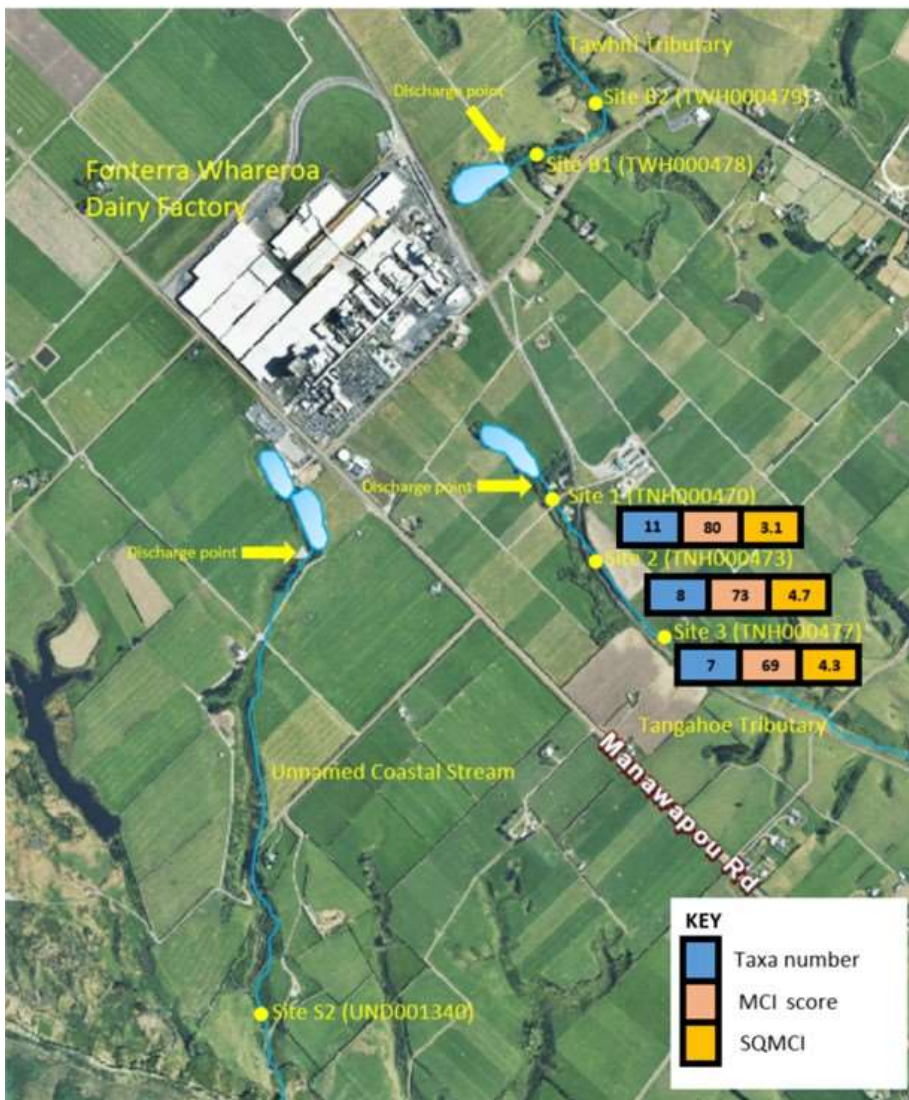 Tawhiti Tributary
Discharge point
Site B2 (TWH000479)
Fonterra Whareroa
Dairy Factory
Site B1 (TWH000478)
Discharge point
Site 1 (TNH000470)
11 80 3.1
Discharge point
Site 2 (TNH000473)
8 73 4.7
Site 3 (TNH000477)
7 69 4.3
Tangahoe Tributary
Unnamed Coastal Stream
Manawapou Rd
KEY
Taxa number
MCI score
SQMCI
Site S2 (UND001340)